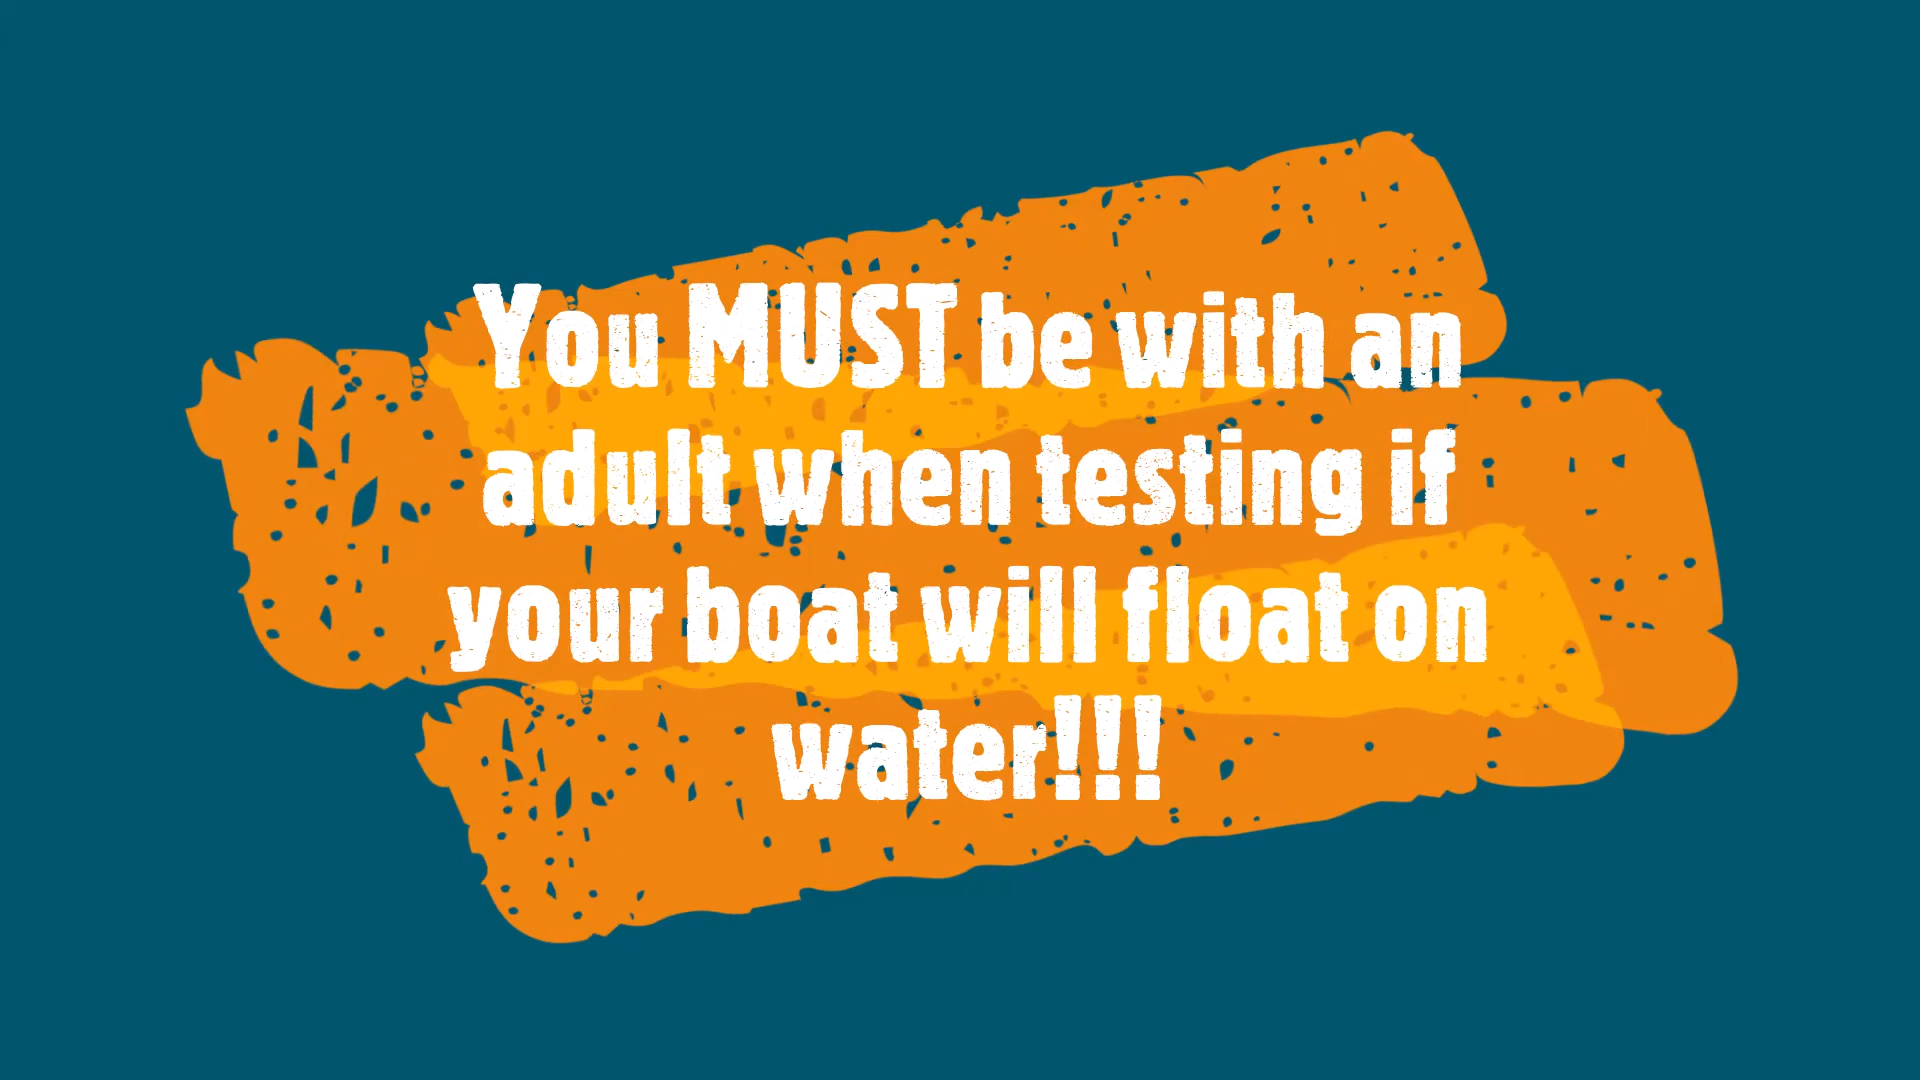 You MUST be with an
adult when testing if
your boat will float on
water!!!